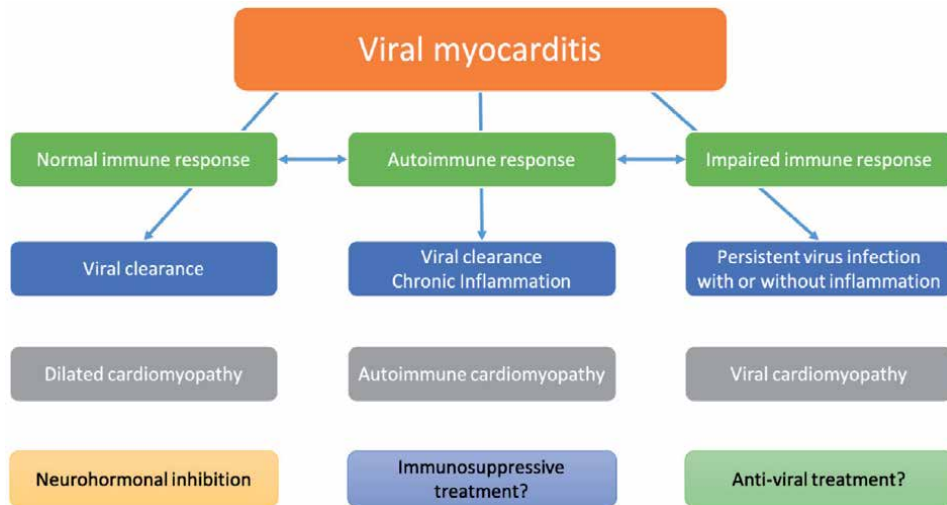 Viral myocarditis
Normal immune response
Autoimmune response
Impaired immune response
Viral clearance
Viral clearance
Chronic Inflammation
Persistent virus infection
with or without inflammation
Dilated cardiomyopathy
Autoimmune cardiomyopathy
Viral cardiomyopathy
Neurohormonal inhibition
Immunosuppressive
treatment?
Anti-viral treatment?